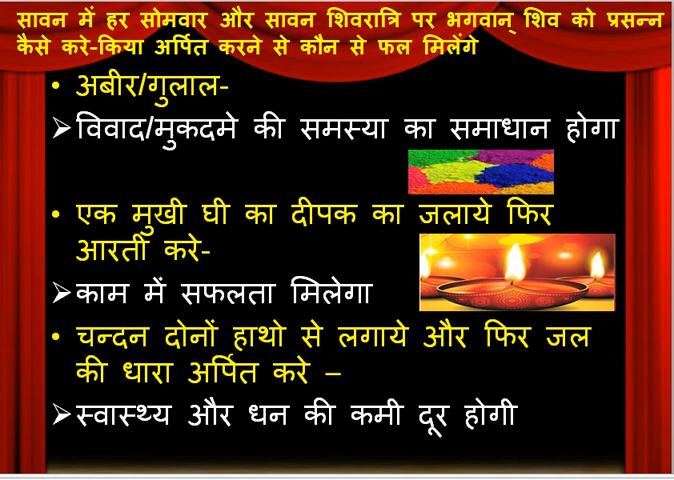 सावन में हर सोमवार और सावन शिवरात्रि पर भगवान् शिव को प्रसन्न
कैसे करे-किया अर्पित करने से कौन से फल मिलेंगे
• अबीर/गुलाल-
➢विवाद/मुकदमे की समस्या का समाधान होगा
• एक मुखी घी का दीपक का जलाये फिर
आरती करे-
➢काम में सफलता मिलेगा
• चन्दन दोनों हाथो से लगाये और फिर जल
की धारा अर्पित करे –
➢स्वास्थ्य और धन की कमी दूर होगी